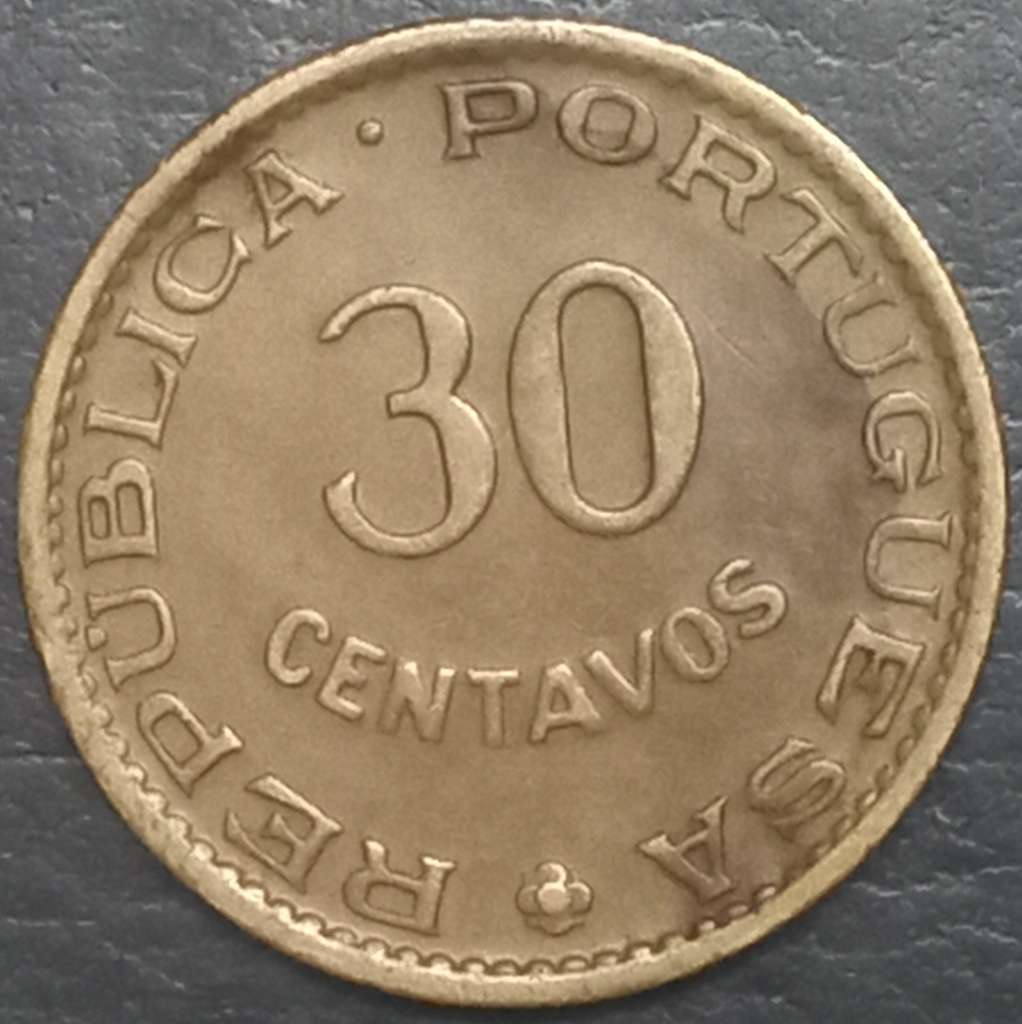 REPÚBLICA · PORTUGUESA
30
CENTAVOS